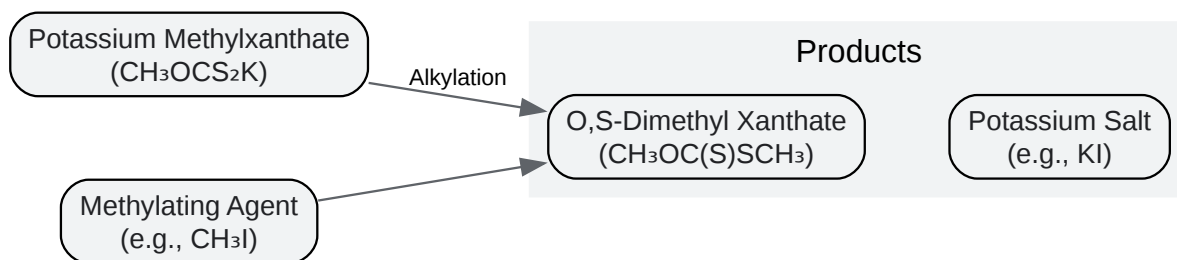 Potassium Methylxanthate
(CH₃OCS₂K)
Alkylation
Methylating Agent
(e.g., CH₃I)
Products
O,S-Dimethyl Xanthate
(CH₃OC(S)SCH₃)
Potassium Salt
(e.g., KI)